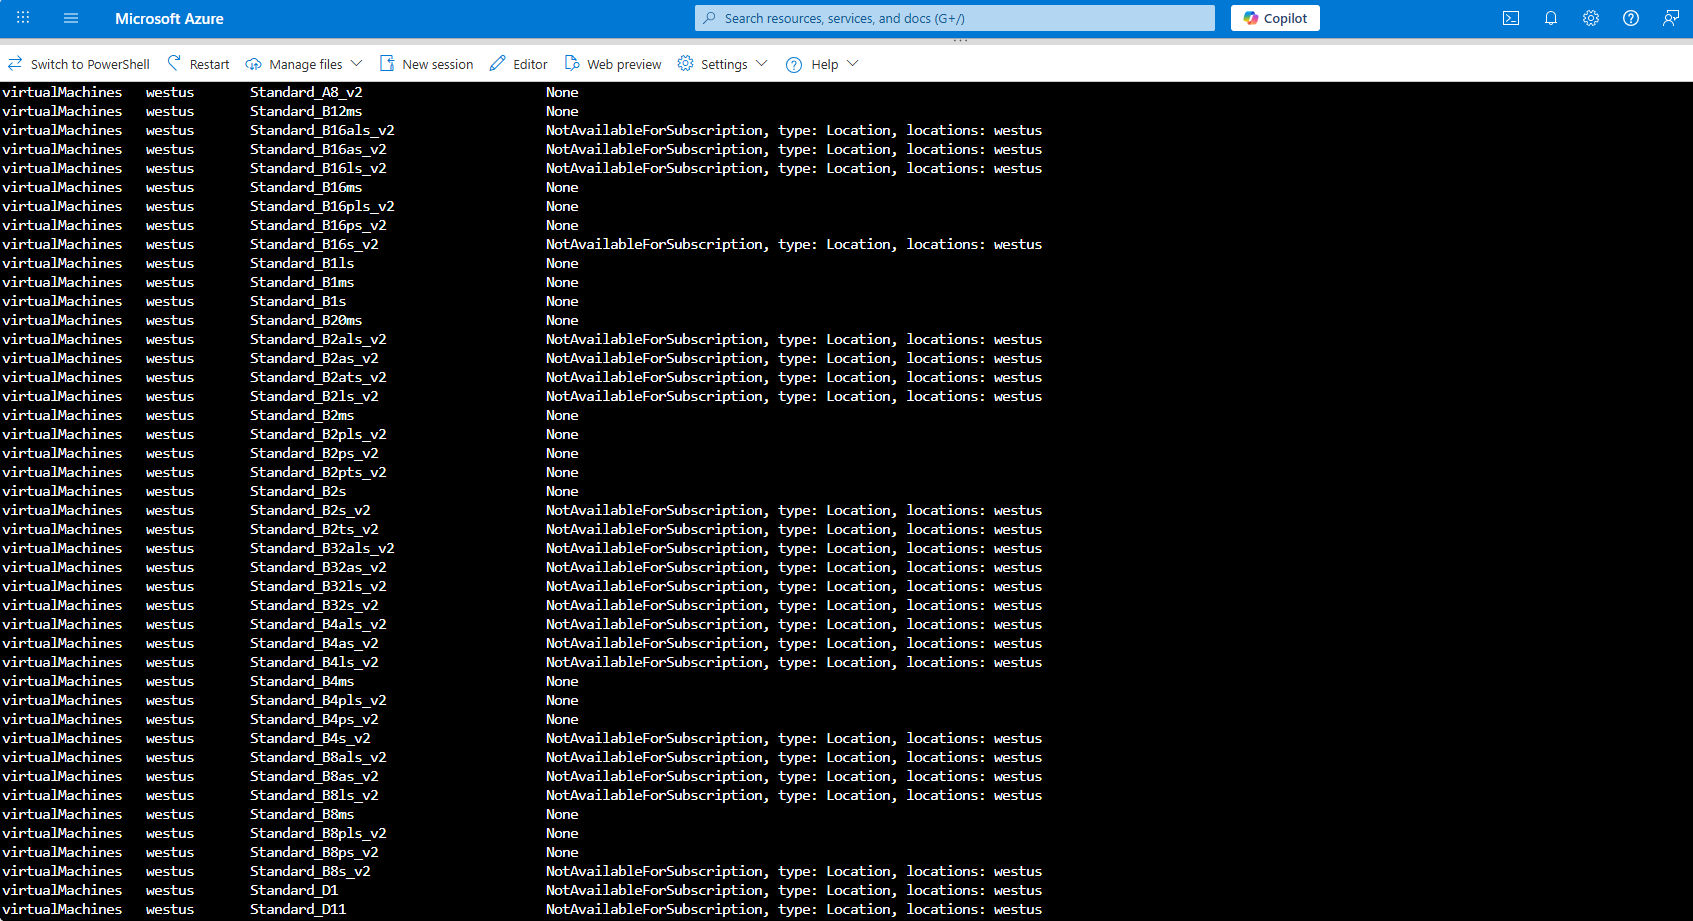 Microsoft Azure
Search resources, services, and docs (G+/)
Copilot
Switch to PowerShell Restart Manage files New session Editor Web preview Settings Help
virtualMachines westus Standard_A8_v2 None
virtualMachines westus Standard_B12ms None
virtualMachines westus Standard_B16als_v2 NotAvailableForSubscription, type: Location, locations: westus
virtualMachines westus Standard_B16as_v2 NotAvailableForSubscription, type: Location, locations: westus
virtualMachines westus Standard_B16ls_v2 NotAvailableForSubscription, type: Location, locations: westus
virtualMachines westus Standard_B16ms None
virtualMachines westus Standard_B16pls_v2 None
virtualMachines westus Standard_B16ps_v2 None
virtualMachines westus Standard_B16s_v2 NotAvailableForSubscription, type: Location, locations: westus
virtualMachines westus Standard_B1ls None
virtualMachines westus Standard_B1ms None
virtualMachines westus Standard_B1s None
virtualMachines westus Standard_B20ms None
virtualMachines westus Standard_B2als_v2 NotAvailableForSubscription, type: Location, locations: westus
virtualMachines westus Standard_B2as_v2 NotAvailableForSubscription, type: Location, locations: westus
virtualMachines westus Standard_B2ats_v2 NotAvailableForSubscription, type: Location, locations: westus
virtualMachines westus Standard_B2ls_v2 NotAvailableForSubscription, type: Location, locations: westus
virtualMachines westus Standard_B2ms None
virtualMachines westus Standard_B2pls_v2 None
virtualMachines westus Standard_B2ps_v2 None
virtualMachines westus Standard_B2pts_v2 None
virtualMachines westus Standard_B2s None
virtualMachines westus Standard_B2s_v2 NotAvailableForSubscription, type: Location, locations: westus
virtualMachines westus Standard_B2ts_v2 NotAvailableForSubscription, type: Location, locations: westus
virtualMachines westus Standard_B32als_v2 NotAvailableForSubscription, type: Location, locations: westus
virtualMachines westus Standard_B32as_v2 NotAvailableForSubscription, type: Location, locations: westus
virtualMachines westus Standard_B32ls_v2 NotAvailableForSubscription, type: Location, locations: westus
virtualMachines westus Standard_B32s_v2 NotAvailableForSubscription, type: Location, locations: westus
virtualMachines westus Standard_B4als_v2 NotAvailableForSubscription, type: Location, locations: westus
virtualMachines westus Standard_B4as_v2 NotAvailableForSubscription, type: Location, locations: westus
virtualMachines westus Standard_B4ls_v2 NotAvailableForSubscription, type: Location, locations: westus
virtualMachines westus Standard_B4ms None
virtualMachines westus Standard_B4pls_v2 None
virtualMachines westus Standard_B4ps_v2 None
virtualMachines westus Standard_B4s_v2 NotAvailableForSubscription, type: Location, locations: westus
virtualMachines westus Standard_B8als_v2 NotAvailableForSubscription, type: Location, locations: westus
virtualMachines westus Standard_B8as_v2 NotAvailableForSubscription, type: Location, locations: westus
virtualMachines westus Standard_B8ls_v2 NotAvailableForSubscription, type: Location, locations: westus
virtualMachines westus Standard_B8ms None
virtualMachines westus Standard_B8pls_v2 None
virtualMachines westus Standard_B8ps_v2 None
virtualMachines westus Standard_B8s_v2 NotAvailableForSubscription, type: Location, locations: westus
virtualMachines westus Standard_D1 NotAvailableForSubscription, type: Location, locations: westus
virtualMachines westus Standard_D11 NotAvailableForSubscription, type: Location, locations: westus